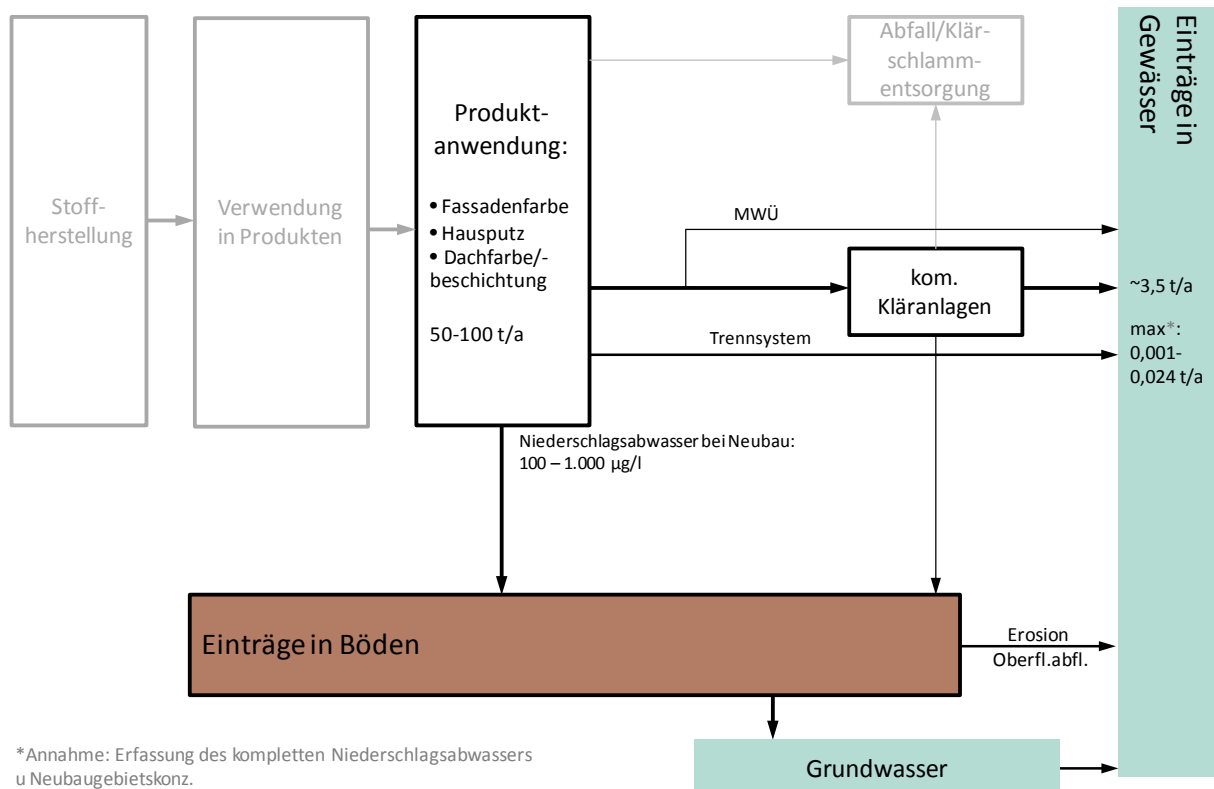 Stoff-
herstellung
Verwendung
in Produkten
Produkt-
anwendung:
• Fassadenfarbe
• Hausputz
• Dachfarbe/-
beschichtung
50-100 t/a
Abfall/Klär-
schlamm-
entsorgung
MWÜ
kom.
Kläranlagen
Trennsystem
Einträge in
Gewässer
~3,5 t/a
max*:
0,001-
0,024 t/a
Niederschlagsabwasser bei Neubau:
100 – 1.000 µg/l
Einträge in Böden
Erosion
Oberfl.abfl.
Grundwasser
*Annahme: Erfassung des kompletten Niederschlagsabwassers
u Neubaugebietskonz.